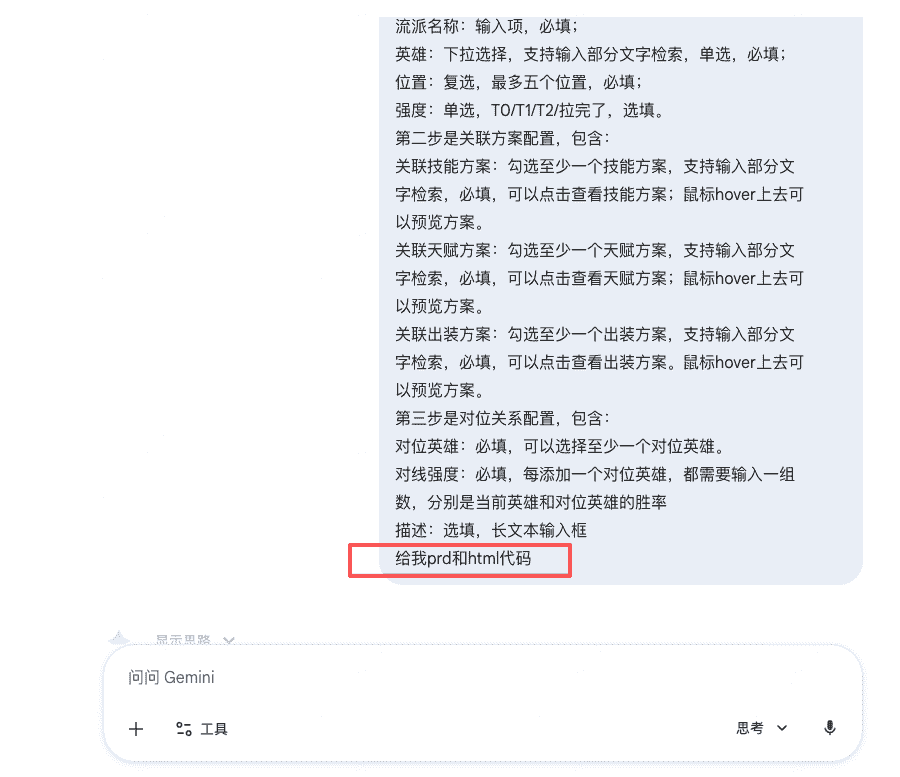 流派名称：输入项，必填；
英雄：下拉选择，支持输入部分文字检索，单选，必填；
位置：复选，最多五个位置，必填；
强度：单选，T0/T1/T2/拉完了，选填。
第二步是关联方案配置，包含：
关联技能方案：勾选至少一个技能方案，支持输入部分文
字检索，必填，可以点击查看技能方案；鼠标hover上去可
以预览方案。
关联天赋方案：勾选至少一个天赋方案，支持输入部分文
字检索，必填，可以点击查看天赋方案；鼠标hover上去可
以预览方案。
关联出装方案：勾选至少一个出装方案，支持输入部分文
字检索，必填，可以点击查看出装方案。鼠标hover上去可
以预览方案。
第三步是对位关系配置，包含：
对位英雄：必填，可以选择至少一个对位英雄。
对线强度：必填，每添加一个对位英雄，都需要输入一组
数，分别是当前英雄和对位英雄的胜率
描述：选填，长文本输入框
给我prd和html代码
显示思路
问问 Gemini
工具
思考